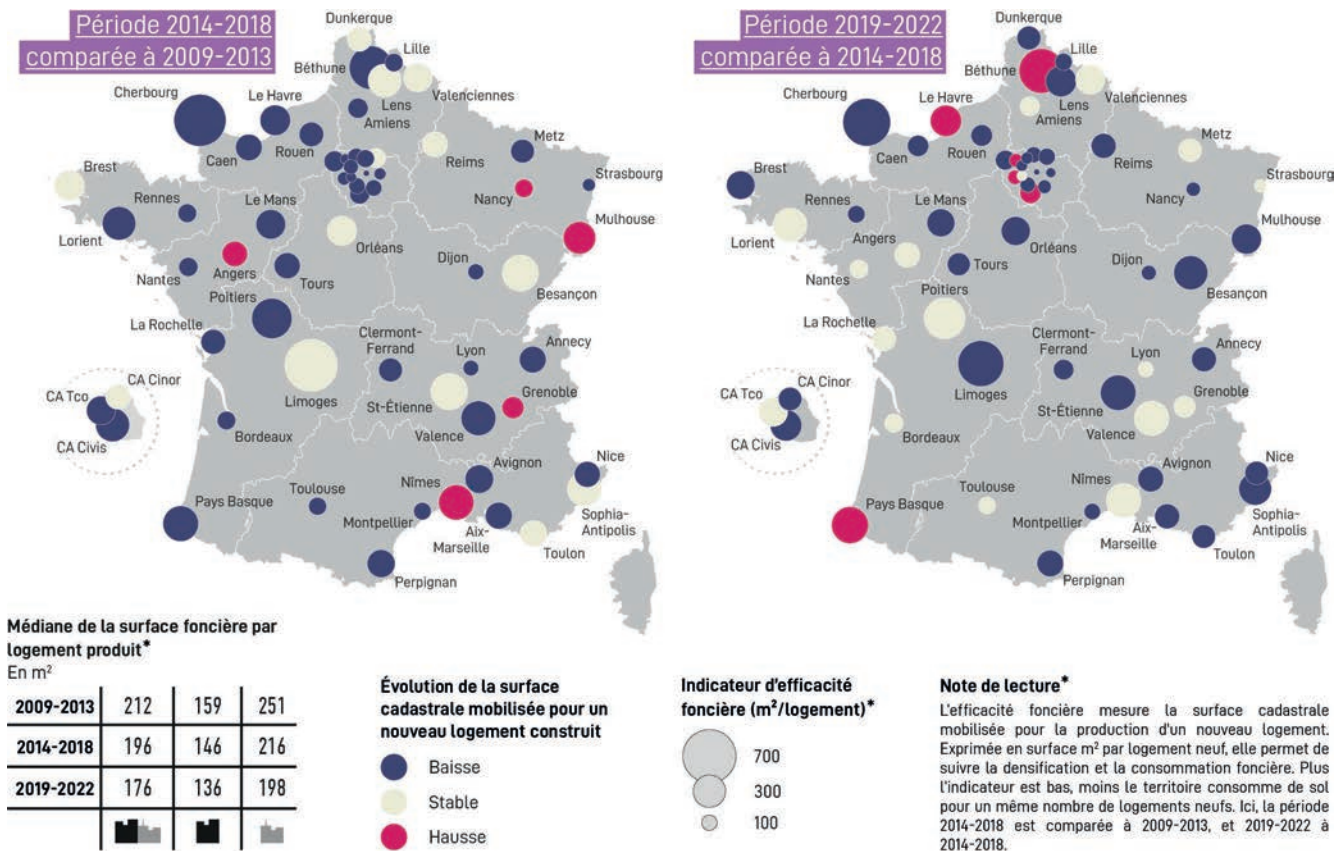 Période 2014-2018
comparée à 2009-2013
Dunkerque
Lille
Béthune
Cherbourg
Le Havre
Lens
Valenciennes
Amiens
Caen
Rouen
Reims
Metz
Brest
Strasbourg
Rennes
Le Mans
Nancy
Mulhouse
Lorient
Orléans
Angers
Dijon
Nantes
Tours
Besançon
Poitiers
La Rochelle
Clermont-
Ferrand
Lyon
Annecy
CA Cinor
CA Tco
Limoges
Grenoble
St-Étienne
CA Civis
Bordeaux
Valence
Avignon
Nice
Pays Basque
Toulouse
Nîmes
Montpellier
Sophia-
Antipolis
Aix-
Marseille
Toulon
Perpignan
Période 2019-2022
comparée à 2014-2018
Dunkerque
Lille
Béthune
Cherbourg
Le Havre
Lens
Valenciennes
Amiens
Metz
Caen
Rouen
Reims
Brest
Strasbourg
Rennes
Le Mans
Nancy
Mulhouse
Lorient
Angers
Orléans
Dijon
Nantes
Tours
Besançon
Poitiers
La Rochelle
Clermont-
Ferrand
Lyon
Annecy
CA Cinor
CA Tco
Limoges
Grenoble
St-Étienne
CA Civis
Bordeaux
Valence
Avignon
Nice
Pays Basque
Toulouse
Nîmes
Montpellier
Aix-
Marseille
Sophia-
Antipolis
Toulon
Perpignan
Médiane de la surface foncière par
logement produit*
En m²
2009-2013 212 159 251
2014-2018 196 146 216
2019-2022 176 136 198
Évolution de la surface
cadastrale mobilisée pour un
nouveau logement construit
Baisse
Stable
Hausse
Indicateur d'efficacité
foncière (m²/logement)*
700
300
100
Note de lecture*
L'efficacité foncière mesure la surface cadastrale
mobilisée pour la production d'un nouveau logement.
Exprimée en surface m² par logement neuf, elle permet de
suivre la densification et la consommation foncière. Plus
l'indicateur est bas, moins le territoire consomme de sol
pour un même nombre de logements neufs. Ici, la période
2014-2018 est comparée à 2009-2013, et 2019-2022 à
2014-2018.